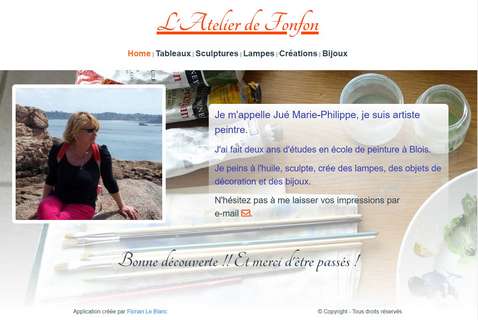 L'Atelier de Fonfon
Home | Tableaux | Sculptures | Lampes | Créations | Bijoux
Je m'appelle Jué Marie-Philippe, je suis artiste
peintre.
J'ai fait deux ans d'études en école de peinture à Blois.
Je peins à l'huile, sculpte, crée des lampes, des objets de
décoration et des bijoux.
N'hésitez pas à me laisser vos impressions par
e-mail .
Bonne découverte !! Et merci d'être passés !
Application créée par Florian Le Blanc
© Copyright - Tous droits réservés